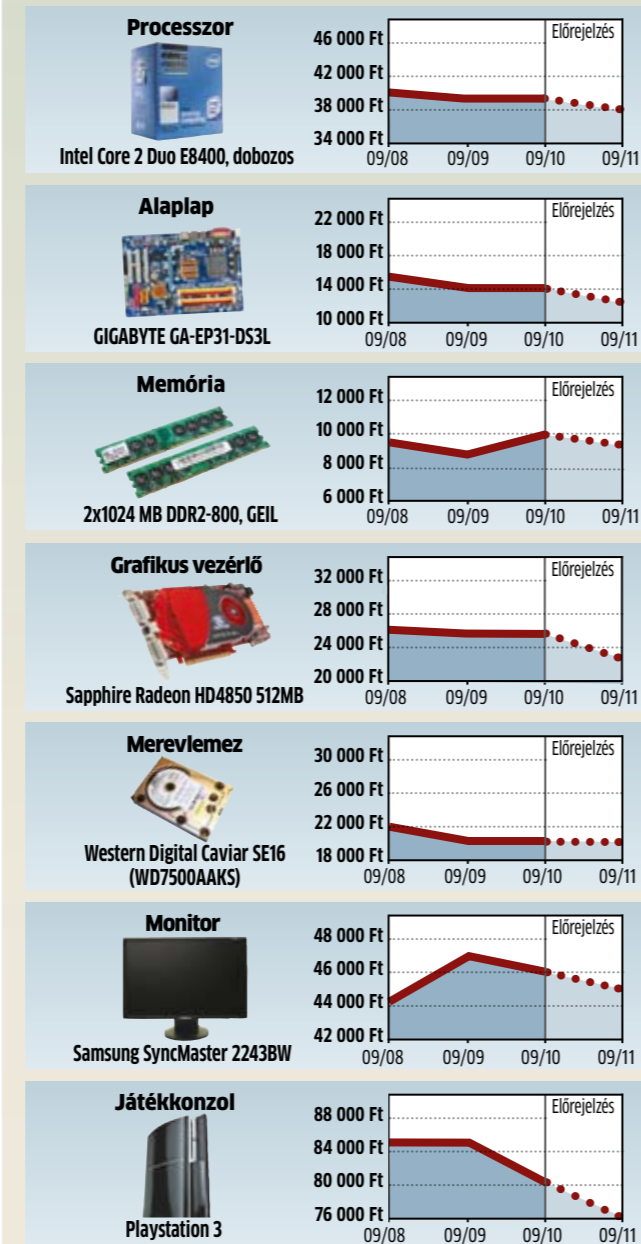 Processzor
Intel Core 2 Duo E8400, dobozos
46 000 Ft
42 000 Ft
38 000 Ft
34 000 Ft
Előrejelzés
09/08 09/09 09/10 09/11
Alaplap
GIGABYTE GA-EP31-DS3L
22 000 Ft
18 000 Ft
14 000 Ft
10 000 Ft
Előrejelzés
09/08 09/09 09/10 09/11
Memória
2x1024 MB DDR2-800, GEIL
12 000 Ft
10 000 Ft
8 000 Ft
6 000 Ft
Előrejelzés
09/08 09/09 09/10 09/11
Grafikus vezérlő
Sapphire Radeon HD4850 512MB
32 000 Ft
28 000 Ft
24 000 Ft
20 000 Ft
Előrejelzés
09/08 09/09 09/10 09/11
Merevlemez
Western Digital Caviar SE16
(WD7500AAKS)
30 000 Ft
26 000 Ft
22 000 Ft
18 000 Ft
Előrejelzés
09/08 09/09 09/10 09/11
Monitor
Samsung SyncMaster 2243BW
48 000 Ft
46 000 Ft
44 000 Ft
42 000 Ft
Előrejelzés
09/08 09/09 09/10 09/11
Játékkonzol
Playstation 3
88 000 Ft
84 000 Ft
80 000 Ft
76 000 Ft
Előrejelzés
09/08 09/09 09/10 09/11